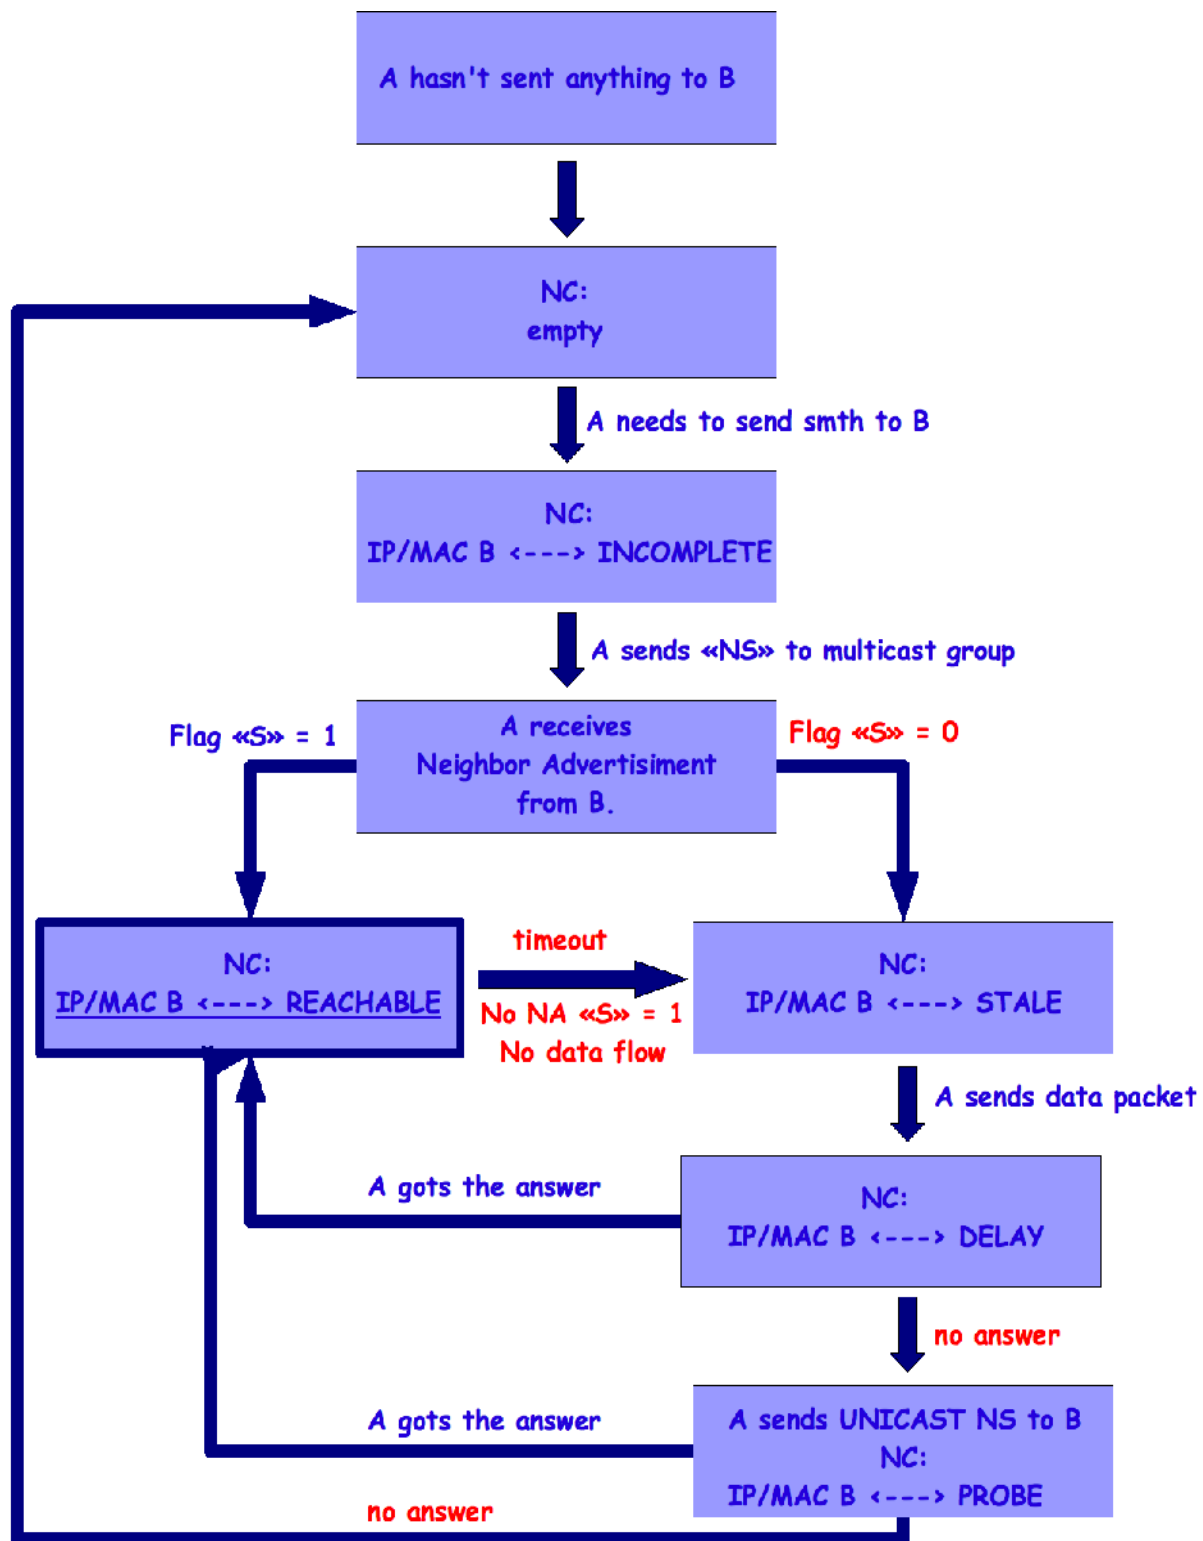 A hasn't sent anything to B
NC:
empty
A needs to send smth to B
NC:
IP/MAC B <---> INCOMPLETE
A sends «NS» to multicast group
Flag «S» = 1
A receives
Neighbor Advertisiment
from B.
Flag «S» = 0
NC:
IP/MAC B <---> REACHABLE
timeout
No NA «S» = 1
No data flow
NC:
IP/MAC B <---> STALE
A sends data packet
A gots the answer
NC:
IP/MAC B <---> DELAY
no answer
A gots the answer
A sends UNICAST NS to B
NC:
IP/MAC B <---> PROBE
no answer